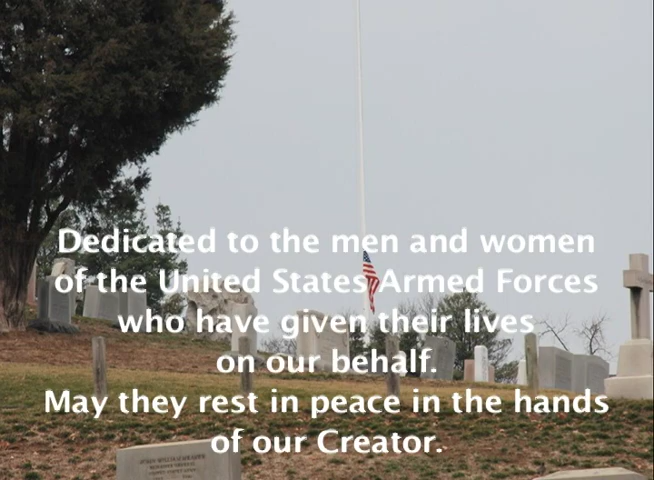 Dedicated to the men and women
of the United States Armed Forces
who have given their lives
on our behalf.
May they rest in peace in the hands
of our Creator.